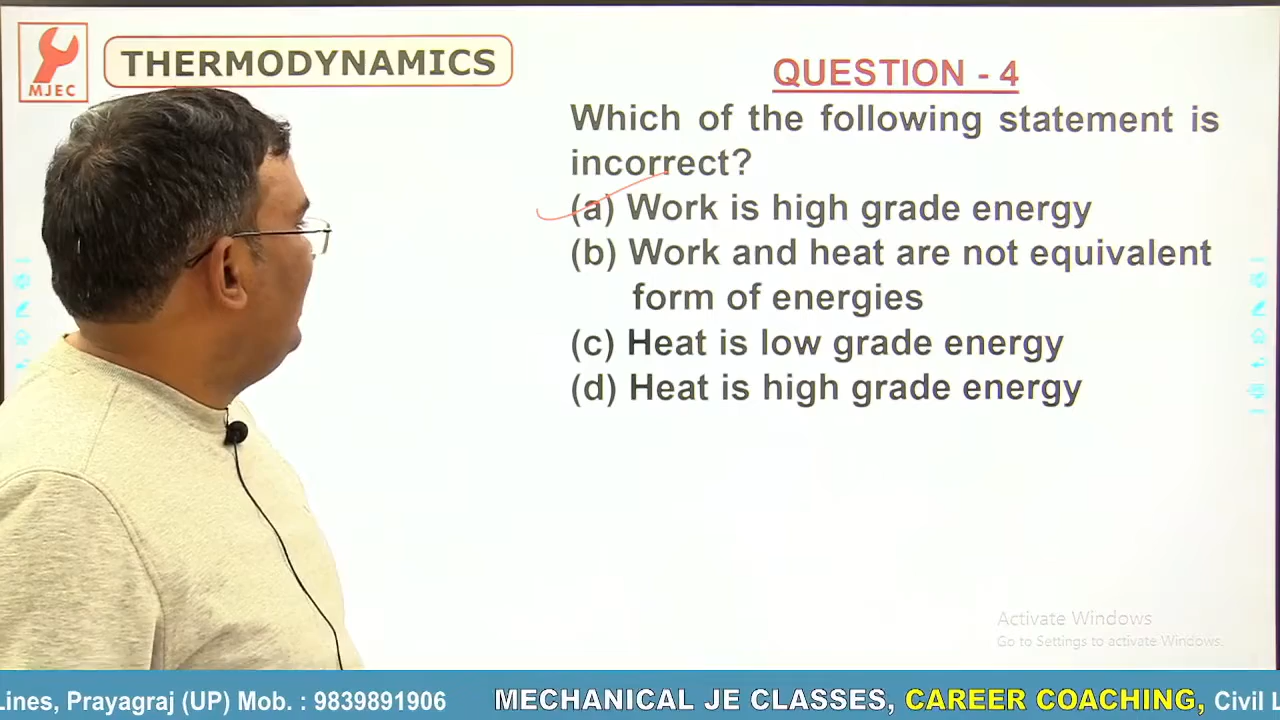 MJEC
THERMODYNAMICS
QUESTION - 4
Which of the following statement is
incorrect?
(a) Work is high grade energy
(b) Work and heat are not equivalent
form of energies
(c) Heat is low grade energy
(d) Heat is high grade energy
Activate Windows
Go to Settings to activate Windows.
Lines, Prayagraj (UP) Mob. : 9839891906 MECHANICAL JE CLASSES, CAREER COACHING, Civil L